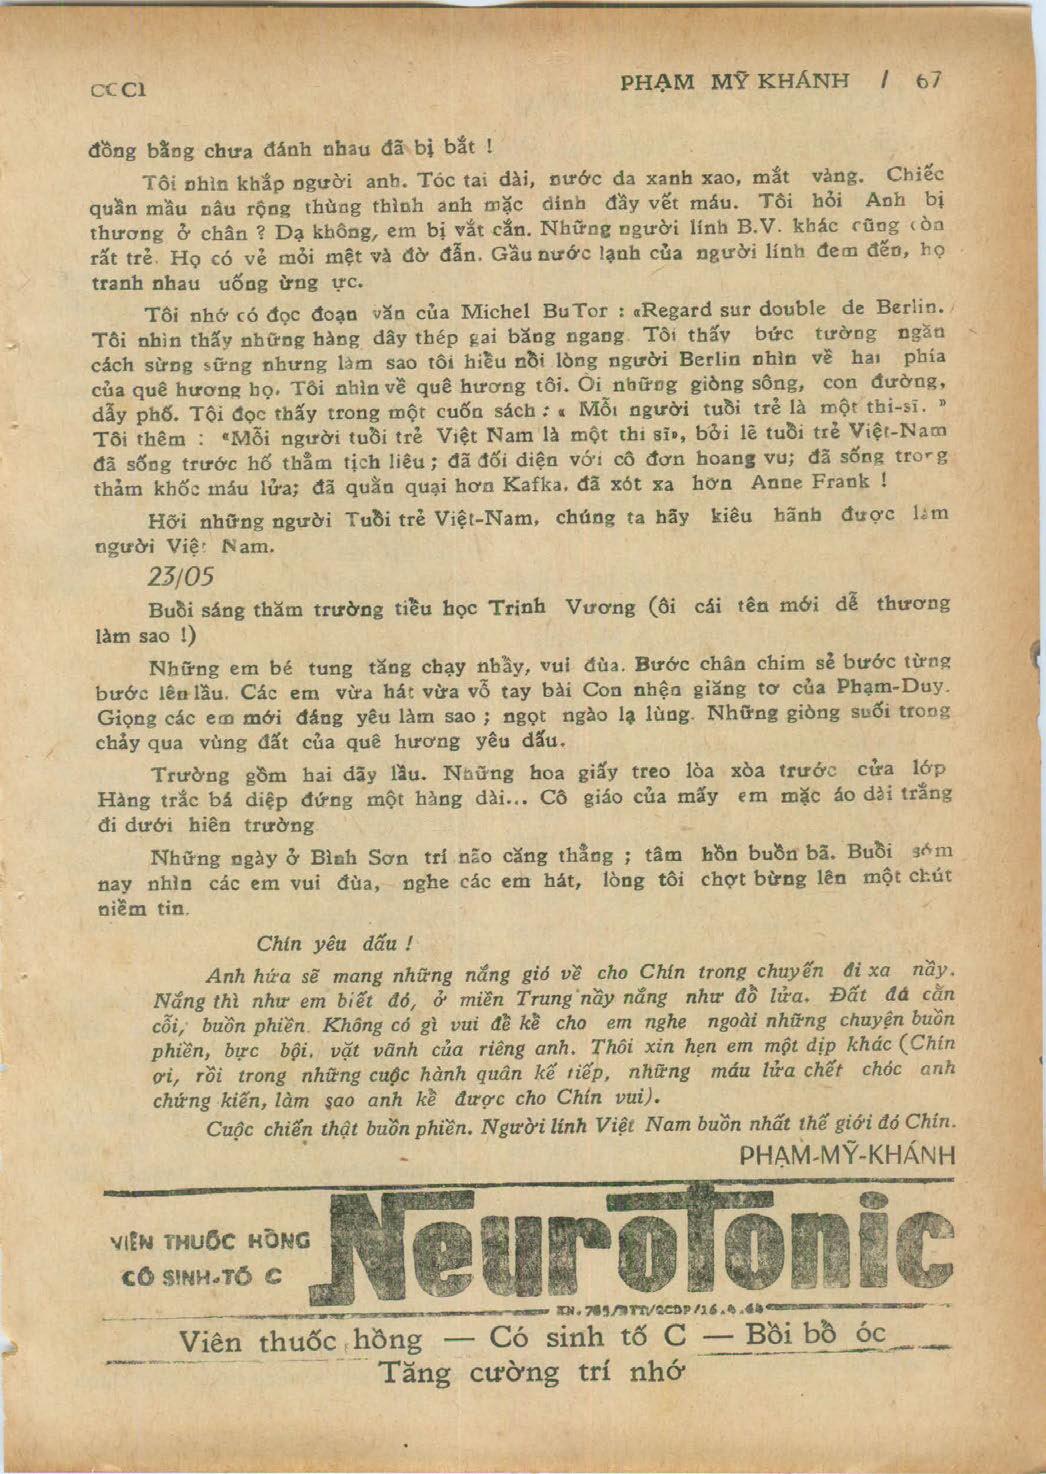 CCCI
PHẠM MỸ KHÁNH / 67
đồng bằng chưa đánh nhau đã bị bắt !
Tôi nhìn khắp người anh. Tóc tai dài, nước da xanh xao, mắt vàng. Chiếc
quần mầu nâu rộng thùng thình anh mặc dính đầy vết máu. Tôi hỏi Anh bị
thương ở chân ? Dạ không, em bị vắt cắn. Những người lính B.V. khác cũng còn
rất trẻ. Họ có vẻ mỏi mệt và đờ đẫn. Gầu nước lạnh của người lính đem đến, họ
tranh nhau uống ừng ực.
Tôi nhớ có đọc đoạn văn của Michel BuTor : «Regard sur double de Berlin.
Tôi nhìn thấy những hàng dây thép gai băng ngang. Tôi thấy bức tường ngăn
cách sừng sững nhưng làm sao tôi hiểu nổi lòng người Berlin nhìn về hai phía
của quê hương họ. Tôi nhìn về quê hương tôi. Ôi những giòng sông, con đường,
dẫy phố. Tội đọc thấy trong một cuốn sách : « Mỗi người tuổi trẻ là một thi-sĩ. "
Tôi thêm : «Mỗi người tuổi trẻ Việt Nam là một thi sĩ», bởi lẽ tuổi trẻ Việt-Nam
đã sống trước hố thẳm tịch liêu ; đã đối diện với cô đơn hoang vu; đã sống trong
thảm khốc máu lửa; đã quằn quại hơn Kafka. đã xót xa hơn Anne Frank !
Hỡi những người Tuổi trẻ Việt-Nam, chúng ta hãy kiêu hãnh được làm
người Việt Nam.
23/05
Buổi sáng thăm trường tiểu học Trịnh Vương (ôi cái tên mới dễ thương
làm sao !)
Những em bé tung tăng chạy nhầy, vui đùa. Bước chân chim sẻ bước từng
bước lên lầu. Các em vừa hát vừa vỗ tay bài Con nhện giăng tơ của Phạm-Duy.
Giọng các em mới đáng yêu làm sao ; ngọt ngào lạ lùng. Những giòng suối trong
chảy qua vùng đất của quê hương yêu dấu.
Trường gồm hai dãy lầu. Những hoa giấy treo lòa xòa trước cửa lớp
Hàng trắc bá diệp đứng một hàng dài... Cô giáo của mấy em mặc áo dài trắng
đi dưới hiên trường
Những ngày ở Bình Sơn trí não căng thẳng ; tâm hồn buồn bã. Buổi sớm
nay nhìn các em vui đùa, nghe các em hát, lòng tôi chợt bừng lên một chút
niềm tin.
Chín yêu dấu !
Anh hứa sẽ mang những nắng gió về cho Chín trong chuyến đi xa nầy.
Nắng thì như em biết đó, ở miền Trung nầy nắng như đồ lửa. Đất đá cằn
cỗi, buồn phiền. Không có gì vui để kể cho em nghe ngoài những chuyện buồn
phiền, bực bội, vặt vãnh của riêng anh. Thôi xin hẹn em một dịp khác (Chín
ơi, rồi trong những cuộc hành quân kế tiếp, những máu lửa chết chóc anh
chứng kiến, làm sao anh kể được cho Chín vui).
Cuộc chiến thật buồn phiền. Người lính Việt Nam buồn nhất thế giới đó Chín.
PHẠM-MỸ-KHÁNH
VIÊN THUỐC HỒNG
CÓ SINH-TỐ C
NeuroTonic
KN. 785/BYT/QCDP/16.4.64
Viên thuốc hồng — Có sinh tố C — Bồi bổ óc
Tăng cường trí nhớ